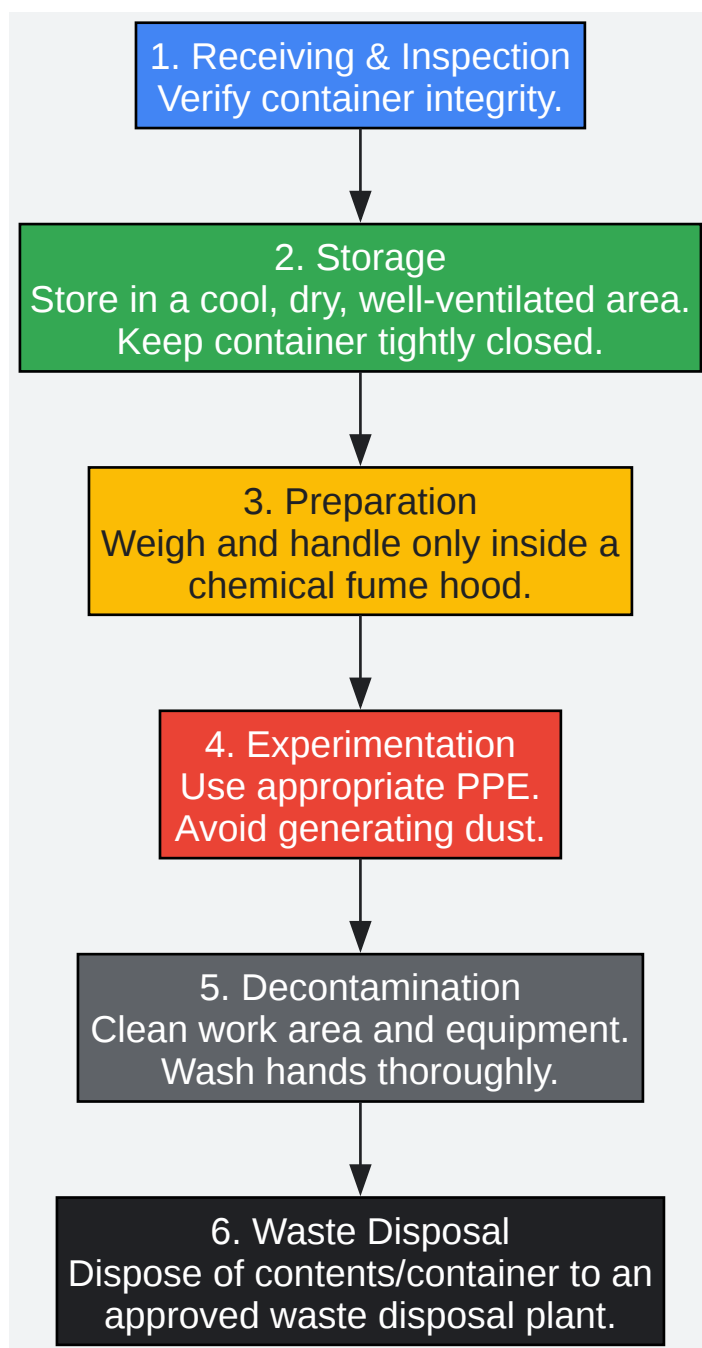 1. Receiving & Inspection
Verify container integrity.
2. Storage
Store in a cool, dry, well-ventilated area.
Keep container tightly closed.
3. Preparation
Weigh and handle only inside a
chemical fume hood.
4. Experimentation
Use appropriate PPE.
Avoid generating dust.
5. Decontamination
Clean work area and equipment.
Wash hands thoroughly.
6. Waste Disposal
Dispose of contents/container to an
approved waste disposal plant.